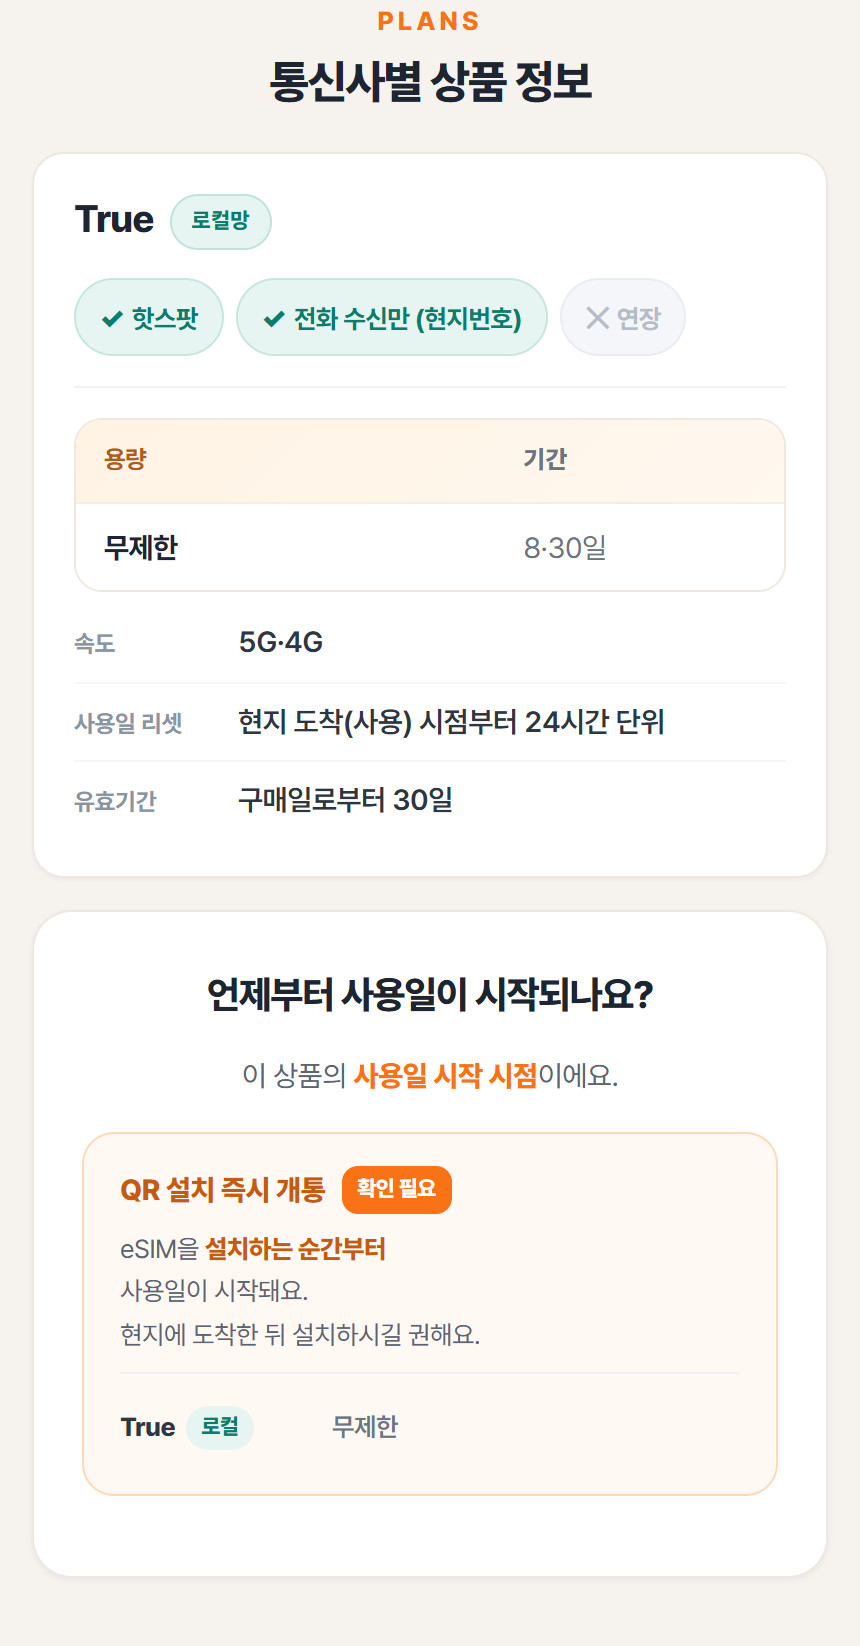 PLANS
통신사별 상품 정보
True 로컬망
✔ 핫스팟 ✔ 전화 수신만 (현지번호) ✕ 연장
용량 기간
무제한 8·30일
속도 5G·4G
사용일 리셋 현지 도착(사용) 시점부터 24시간 단위
유효기간 구매일로부터 30일
언제부터 사용일이 시작되나요?
이 상품의 사용일 시작 시점이에요.
QR 설치 즉시 개통 확인 필요
eSIM을 설치하는 순간부터
사용일이 시작돼요.
현지에 도착한 뒤 설치하시길 권해요.
True 로컬 무제한